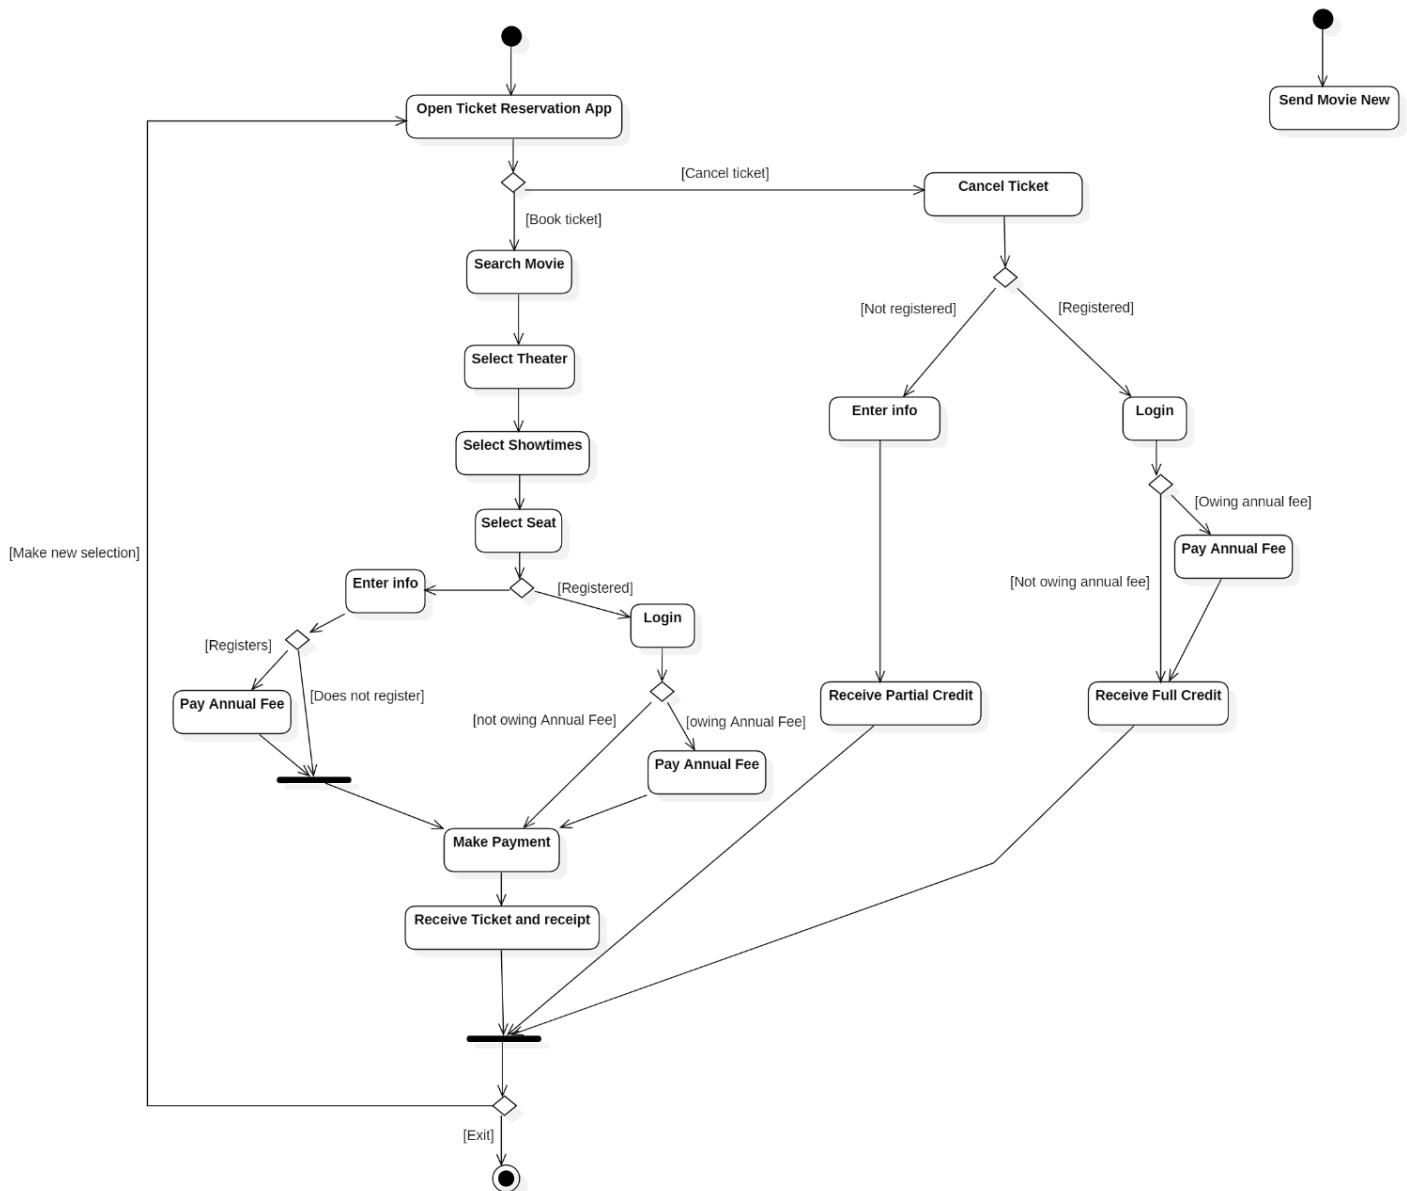 Send Movie New
Open Ticket Reservation App
[Cancel ticket]
Cancel Ticket
[Book ticket]
Search Movie
[Not registered]
[Registered]
Select Theater
Enter info
Login
Select Showtimes
[Owing annual fee]
Select Seat
Pay Annual Fee
[Make new selection]
[Not owing annual fee]
Enter info
[Registered]
Login
[Registers]
[Does not register]
Pay Annual Fee
Receive Partial Credit
Receive Full Credit
[not owing Annual Fee]
[owing Annual Fee]
Pay Annual Fee
Make Payment
Receive Ticket and receipt
[Exit]